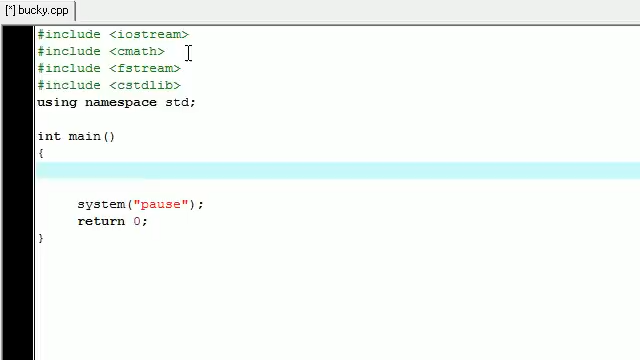 [*] bucky.cpp
#include <iostream>
#include <cmath>
#include <fstream>
#include <cstdlib>
using namespace std;
int main()
{
system("pause");
return 0;
}